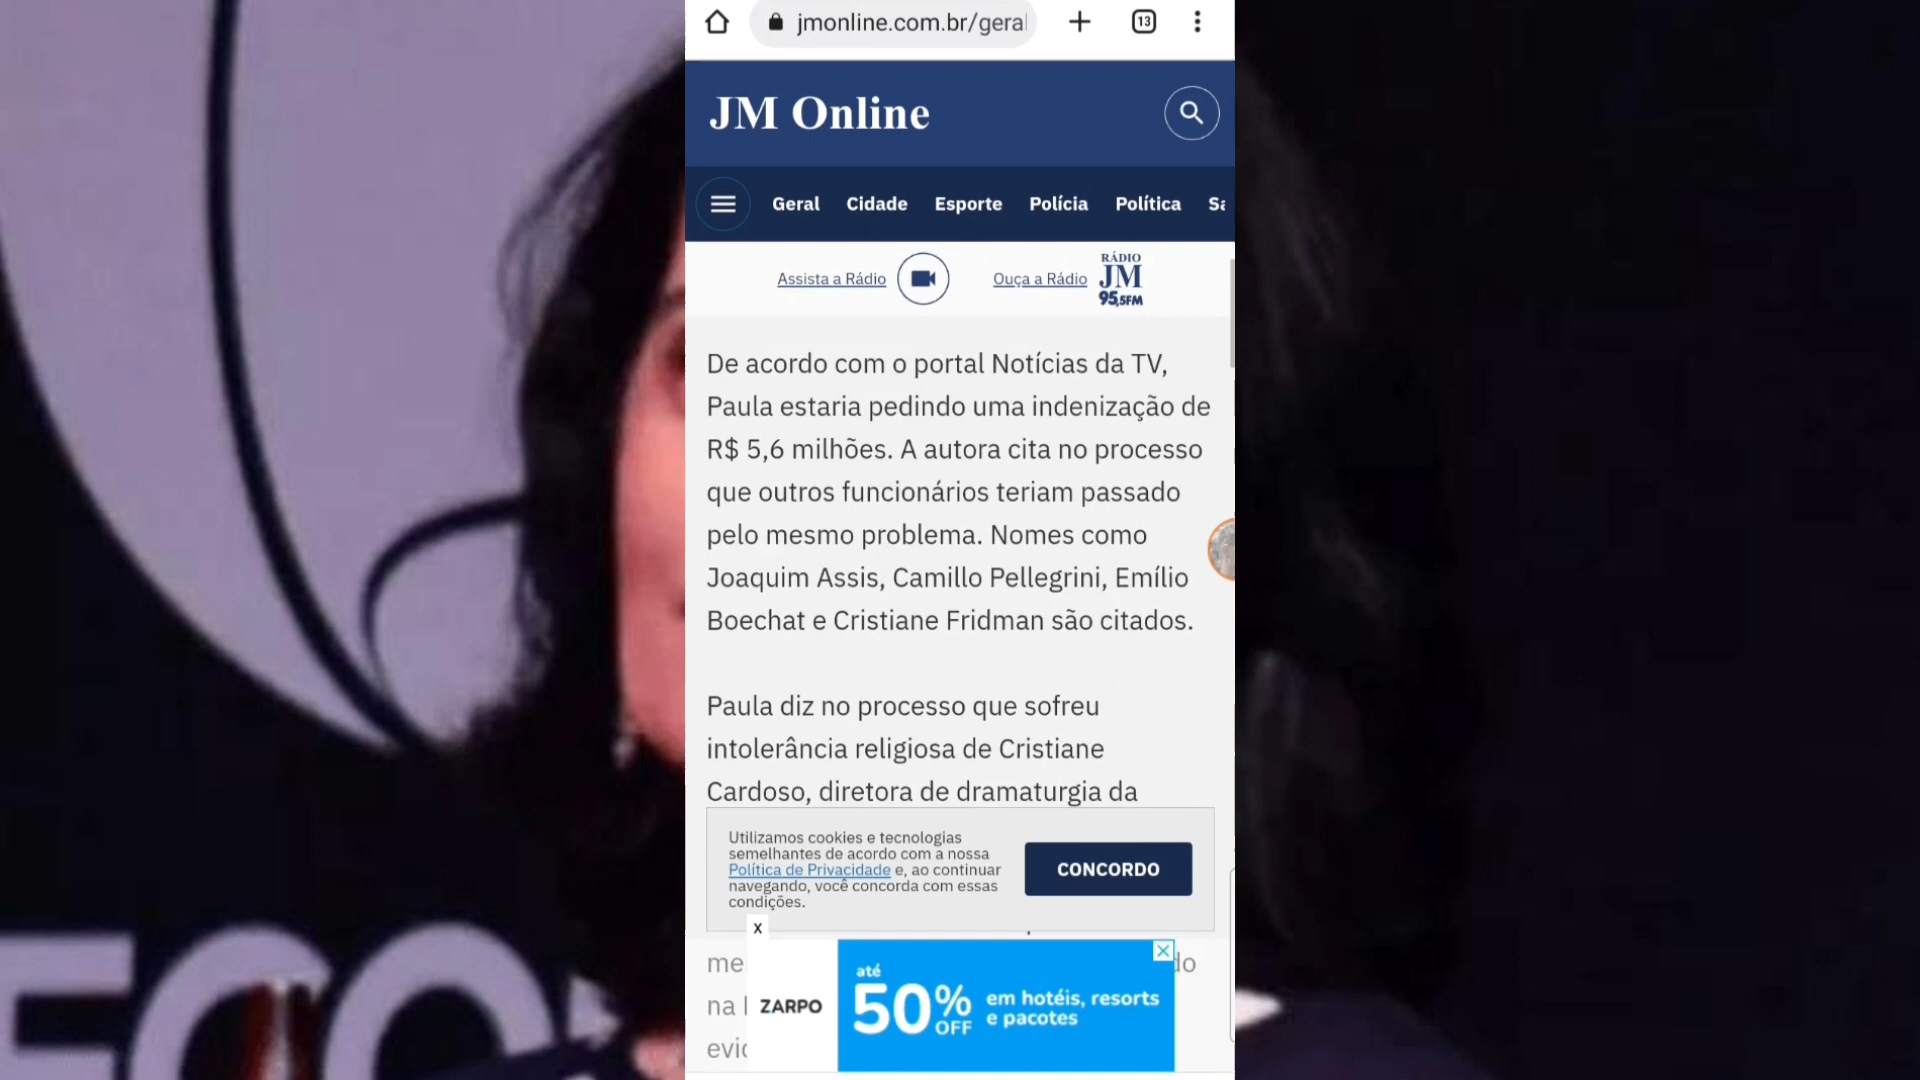 jmonline.com.br/geral
13
JM Online
Geral Cidade Esporte Polícia Política Sa
Assista a Rádio
Ouça a Rádio
RÁDIO
JM
95,5FM
De acordo com o portal Notícias da TV,
Paula estaria pedindo uma indenização de
R$ 5,6 milhões. A autora cita no processo
que outros funcionários teriam passado
pelo mesmo problema. Nomes como
Joaquim Assis, Camillo Pellegrini, Emílio
Boechat e Cristiane Fridman são citados.
Paula diz no processo que sofreu
intolerância religiosa de Cristiane
Cardoso, diretora de dramaturgia da
Utilizamos cookies e tecnologias
semelhantes de acordo com a nossa
Política de Privacidade e, ao continuar
navegando, você concorda com essas
condições.
CONCORDO
X
me
do
na
ZARPO
até
50% OFF
em hotéis, resorts
e pacotes